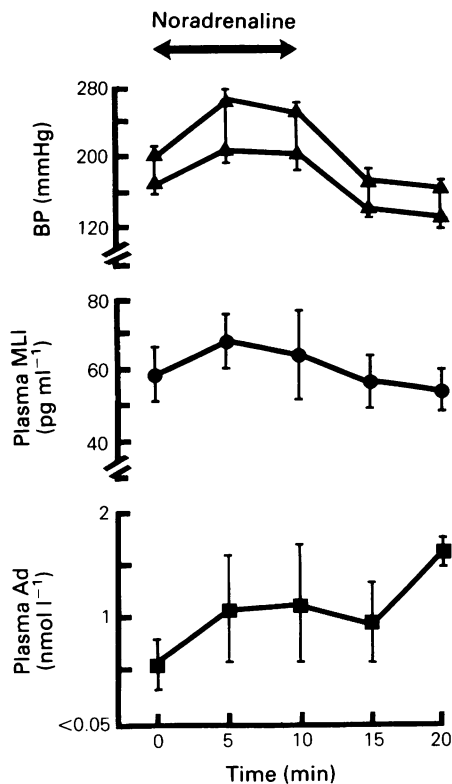 Noradrenaline
280
200
120
BP (mmHg)
80
60
40
Plasma MLI
(pg ml⁻¹)
2
1
<0.05
Plasma Ad
(nmol l⁻¹)
0 5 10 15 20
Time (min)